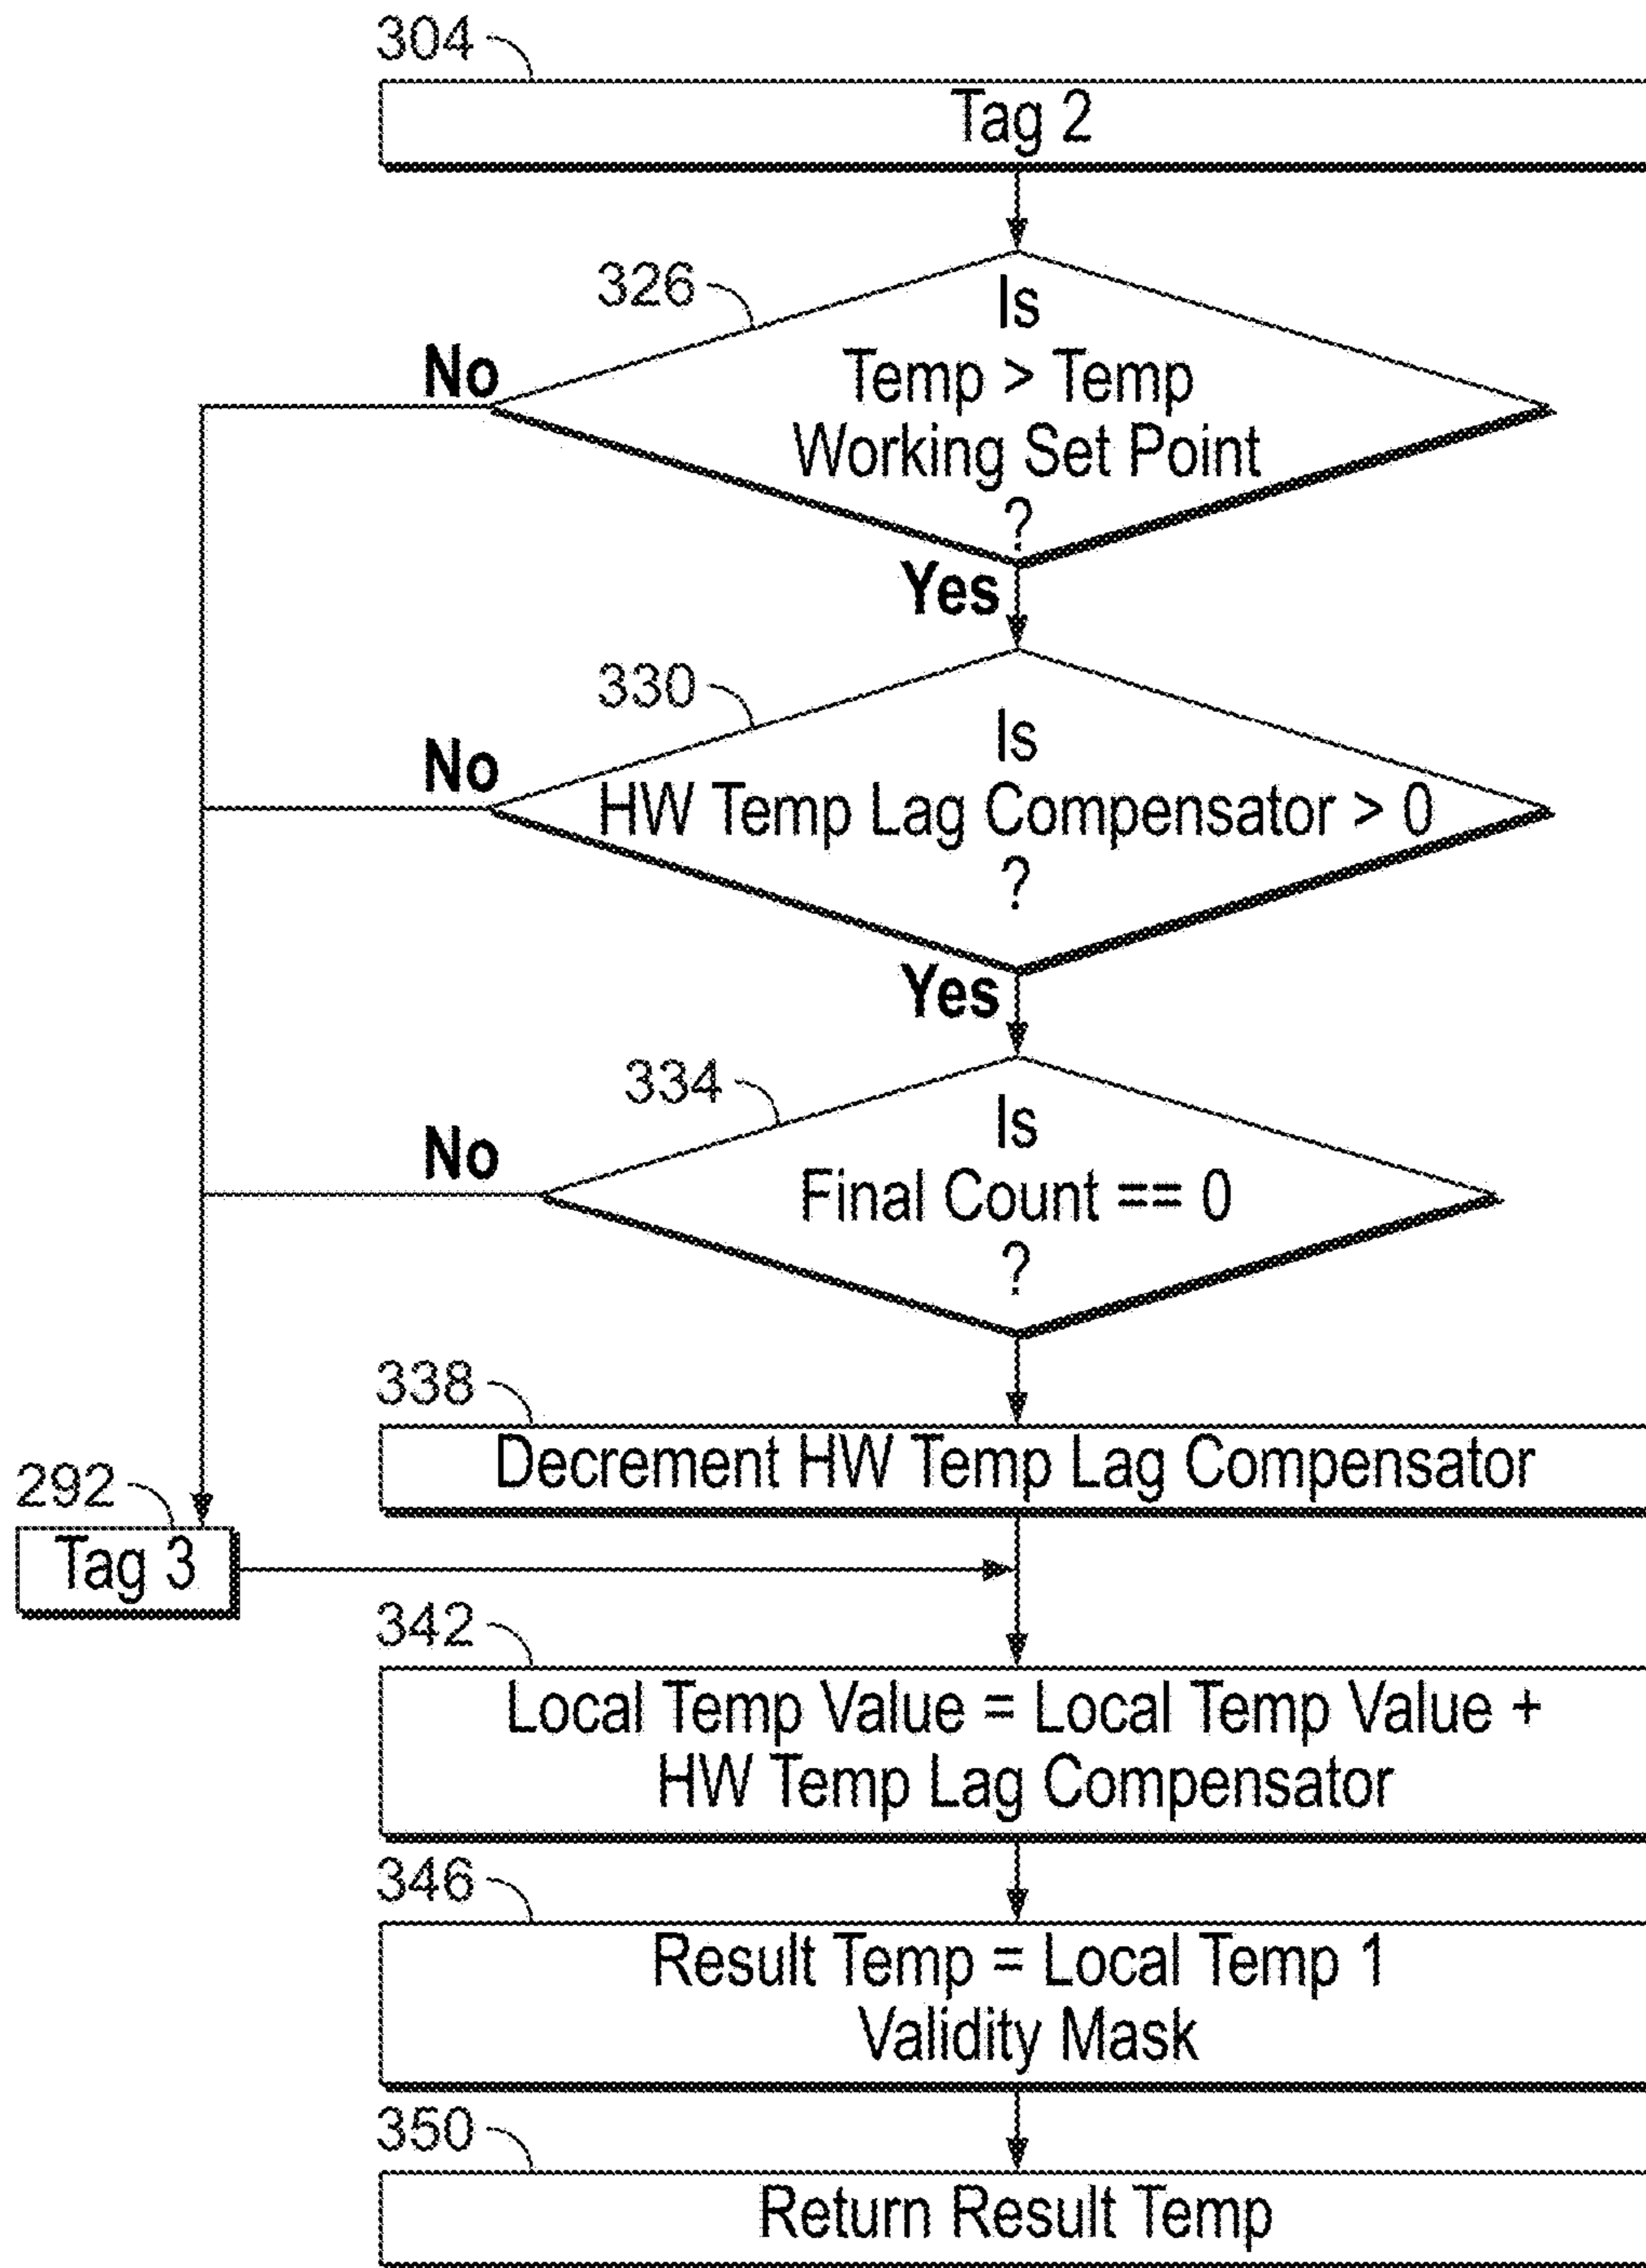 304
Tag 2
326
Is
No
Temp > Temp
Working Set Point
?
Yes
330
Is
No
HW Temp Lag Compensator > 0
?
Yes
334
Is
No
Final Count == 0
?
338
Decrement HW Temp Lag Compensator
292
Tag 3
342
Local Temp Value = Local Temp Value +
HW Temp Lag Compensator
346
Result Temp = Local Temp 1
Validity Mask
350
Return Result Temp